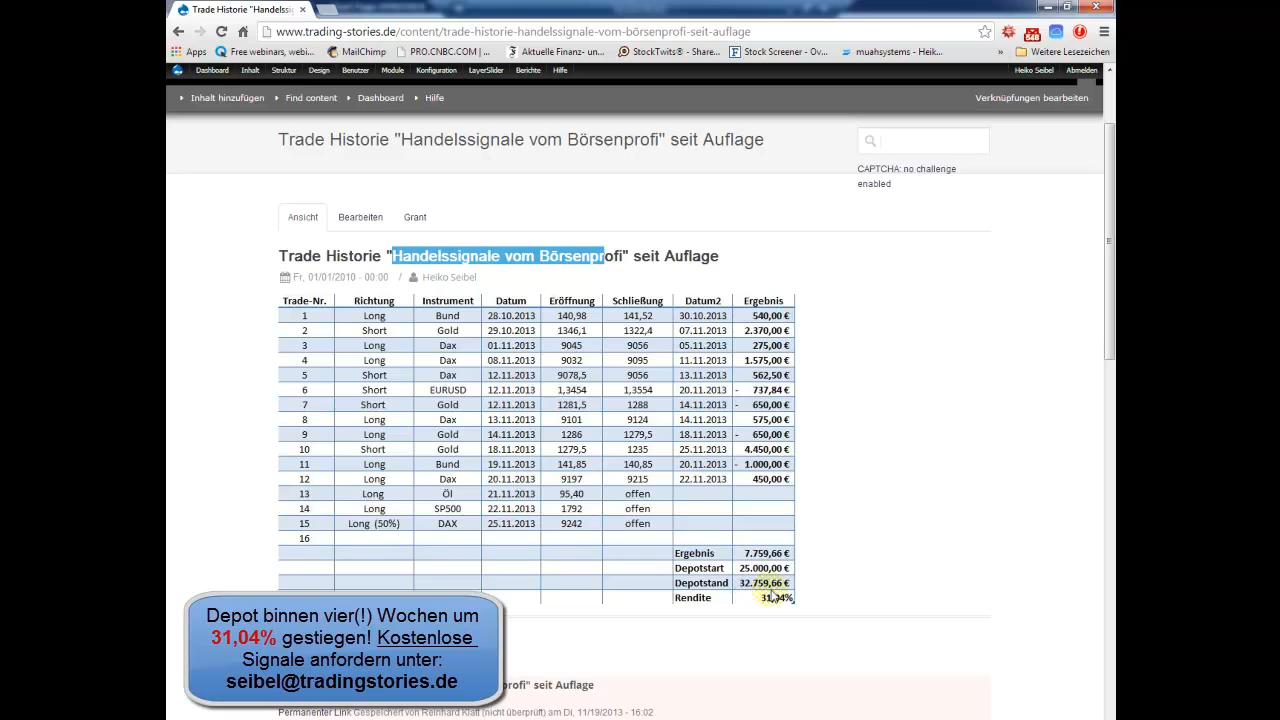 Trade Historie "Handelssi
www.trading-stories.de/content/trade-historie-handelssignale-vom-börsenprofi-seit-auflage
Apps Free webinars, webi... MailChimp PRO.CNBC.COM | ... Aktuelle Finanz- un... StockTwits® - Share... Stock Screener - Ov... muahsystems - Heik... » Weitere Lesezeichen
Dashboard Inhalt Struktur Design Benutzer Module Konfiguration LayerSlider Berichte Hilfe Heiko Seibel Abmelden
Inhalt hinzufügen Find content Dashboard Hilfe Verknüpfungen bearbeiten
Trade Historie "Handelssignale vom Börsenprofi" seit Auflage
CAPTCHA: no challenge
enabled
Ansicht Bearbeiten Grant
Trade Historie "Handelssignale vom Börsenprofi" seit Auflage
Fr, 01/01/2010 - 00:00 / Heiko Seibel
Trade-Nr. Richtung Instrument Datum Eröffnung Schließung Datum2 Ergebnis
1 Long Bund 28.10.2013 140,98 141,52 30.10.2013 540,00 €
2 Short Gold 29.10.2013 1346,1 1322,4 07.11.2013 2.370,00 €
3 Long Dax 01.11.2013 9045 9056 05.11.2013 275,00 €
4 Long Dax 08.11.2013 9032 9095 11.11.2013 1.575,00 €
5 Short Dax 12.11.2013 9078,5 9056 13.11.2013 562,50 €
6 Short EURUSD 12.11.2013 1,3454 1,3554 20.11.2013 - 737,84 €
7 Short Gold 12.11.2013 1281,5 1288 14.11.2013 - 650,00 €
8 Long Dax 13.11.2013 9101 9124 14.11.2013 575,00 €
9 Long Gold 14.11.2013 1286 1279,5 18.11.2013 - 650,00 €
10 Short Gold 18.11.2013 1279,5 1235 25.11.2013 4.450,00 €
11 Long Bund 19.11.2013 141,85 140,85 20.11.2013 - 1.000,00 €
12 Long Dax 20.11.2013 9197 9215 22.11.2013 450,00 €
13 Long Öl 21.11.2013 95,40 offen
14 Long SP500 22.11.2013 1792 offen
15 Long (50%) DAX 25.11.2013 9242 offen
16
Ergebnis 7.759,66 €
Depotstart 25.000,00 €
Depotstand 32.759,66 €
Rendite 31,04%
Depot binnen vier(!) Wochen um
31,04% gestiegen! Kostenlose
Signale anfordern unter:
seibel@tradingstories.de
profi" seit Auflage
Permanenter Link Gespeichert von Reinhard Klatt (nicht überprüft) am Di, 11/19/2013 - 16:02